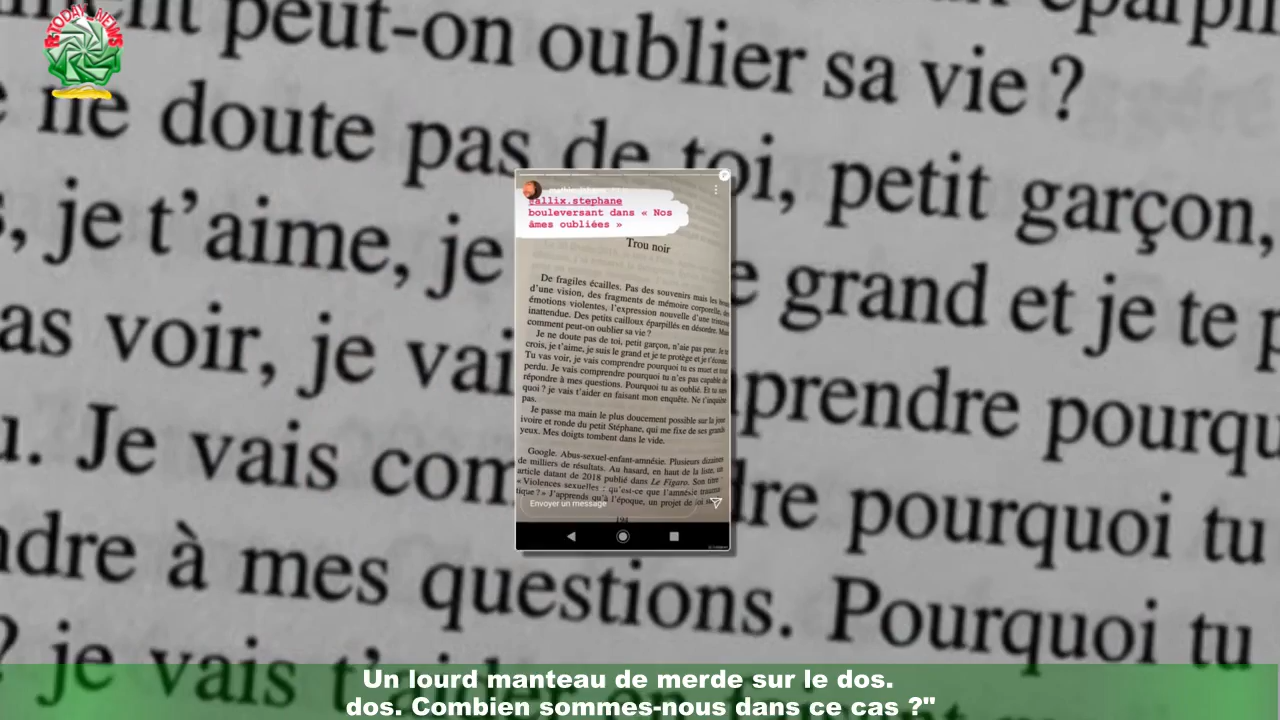 TODAY_NEWS
peut-on oublier sa vie ?
ne doute pas de toi, petit garçon,
je t'aime, je
grand et je te
as voir, je
prendre
. Je vais
pourquoi tu
à mes questions. Pourquoi tu
? je vais
@allix.stephane
bouleversant dans « Nos
âmes oubliées »
Trou noir
De fragiles écailles. Pas des souvenirs mais les
d'une vision, des fragments de mémoire corporelle,
émotions violentes, l'expression nouvelle d'une
inattendue. Des petits cailloux éparpillés en désordre.
comment peut-on oublier sa vie ?
Je ne doute pas de toi, petit garçon, n'aie pas peur. Je
crois, je t'aime, je suis le grand et je te protège et je
Tu vas voir, je vais comprendre pourquoi tu es muet et
perdu. Je vais comprendre pourquoi tu n'es pas capable de
répondre à mes questions. Pourquoi tu as oublié. Et tu
quoi ? je vais t'aider en faisant mon enquête. Ne t'inquiète
pas.
Je passe ma main le plus doucement possible sur la joue
ivoire et ronde du petit Stéphane, qui me fixe de ses grands
yeux. Mes doigts tombent dans le vide.
Google. Abus-sexuel-enfant-amnésie. Plusieurs dizaines
de milliers de résultats. Au hasard, en haut de la liste, un
article datant de 2018 publié dans Le Figaro. Son titre
« Violences sexuelles : qu'est-ce que l'amnésie
tique ? » J'apprends qu'à l'époque, un projet de loi
Envoyer un message
194
Un lourd manteau de merde sur le dos.
dos. Combien sommes-nous dans ce cas ?"